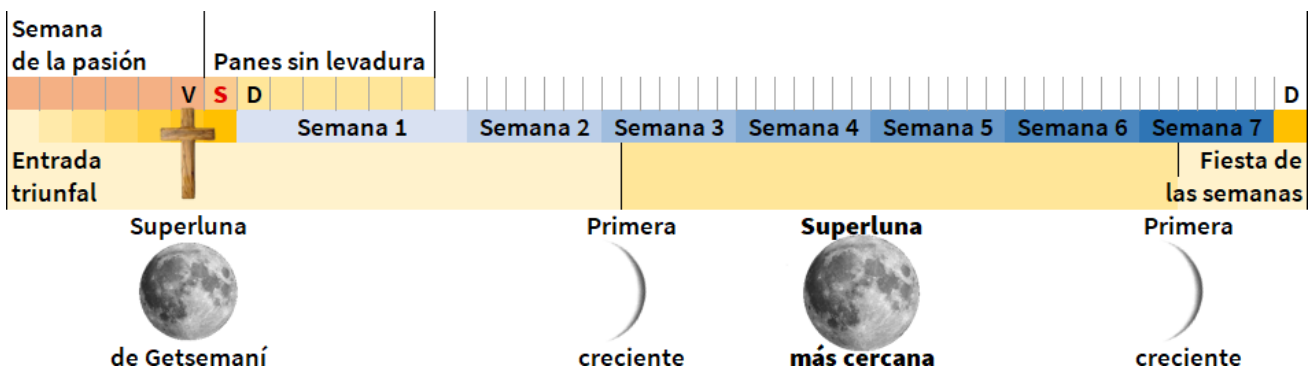 Semana
de la pasión
Panes sin levadura
V S D
D
Semana 1 Semana 2 Semana 3 Semana 4 Semana 5 Semana 6 Semana 7
Entrada
triunfal
Fiesta de
las semanas
Superluna
de Getsemaní
Primera
creciente
Superluna
más cercana
Primera
creciente